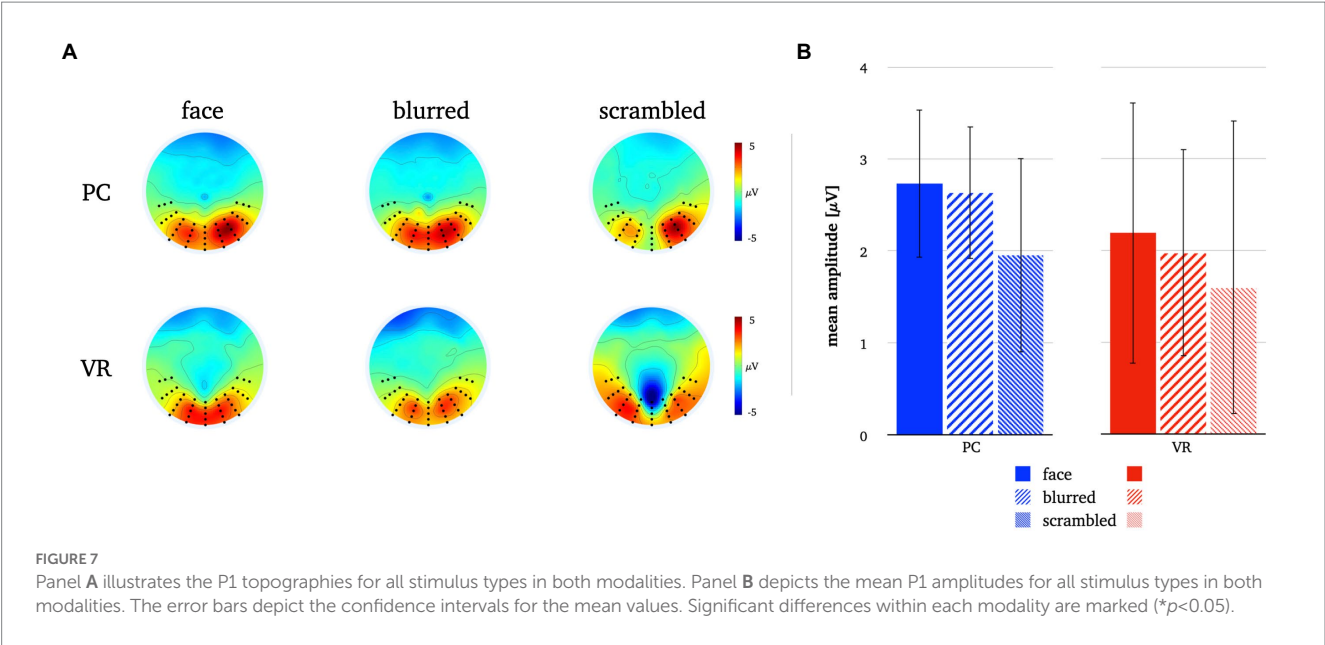 A
B
face
blurred
scrambled
PC
5
μV
-5
VR
5
μV
-5
mean amplitude [μV]
4
3
2
1
0
PC
VR
face
blurred
scrambled
FIGURE 7
Panel A illustrates the P1 topographies for all stimulus types in both modalities. Panel B depicts the mean P1 amplitudes for all stimulus types in both
modalities. The error bars depict the confidence intervals for the mean values. Significant differences within each modality are marked (*p<0.05).